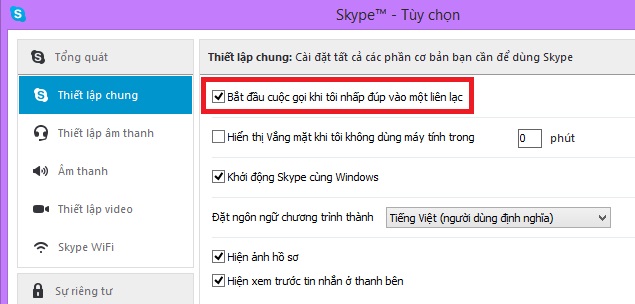 Skype™ - Tùy chọn
Tổng quát
Thiết lập chung
Thiết lập âm thanh
Âm thanh
Thiết lập video
Skype WiFi
Sự riêng tư
Thiết lập chung: Cài đặt tất cả các phần cơ bản bạn cần để dùng Skype
Bắt đầu cuộc gọi khi tôi nhấp đúp vào một liên lạc
Hiển thị Vắng mặt khi tôi không dùng máy tính trong 0 phút
Khởi động Skype cùng Windows
Đặt ngôn ngữ chương trình thành Tiếng Việt (người dùng định nghĩa)
Hiện ảnh hồ sơ
Hiện xem trước tin nhắn ở thanh bên